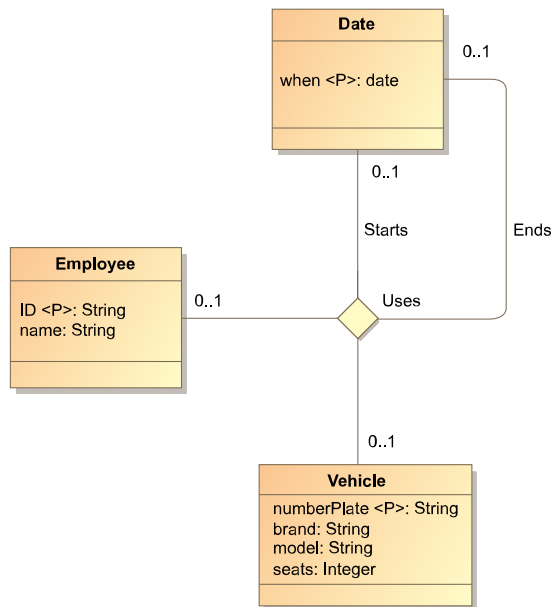 Date
0..1
when <P>: date
0..1
Starts
Ends
Employee
ID <P>: String
name: String
0..1
Uses
0..1
Vehicle
numberPlate <P>: String
brand: String
model: String
seats: Integer